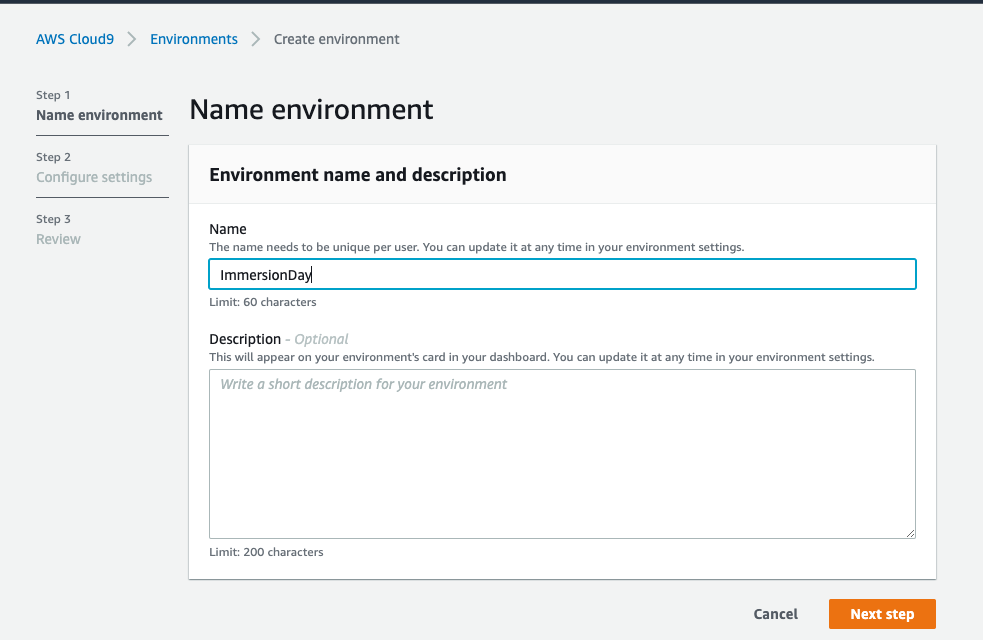 AWS Cloud9 > Environments > Create environment
Step 1
Name environment
Step 2
Configure settings
Step 3
Review
Name environment
Environment name and description
Name
The name needs to be unique per user. You can update it at any time in your environment settings.
ImmersionDay
Limit: 60 characters
Description - Optional
This will appear on your environment's card in your dashboard. You can update it at any time in your environment settings.
Write a short description for your environment
Limit: 200 characters
Cancel
Next step